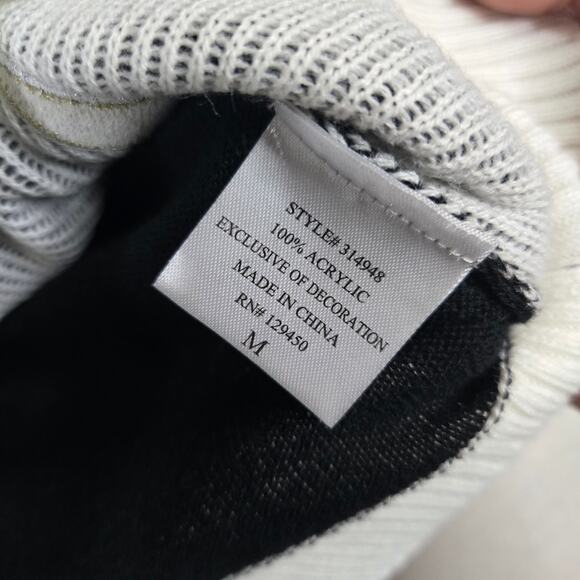 STYLE# 314948
100% ACRYLIC
EXCLUSIVE OF DECORATION
MADE IN CHINA
RN# 129450
M